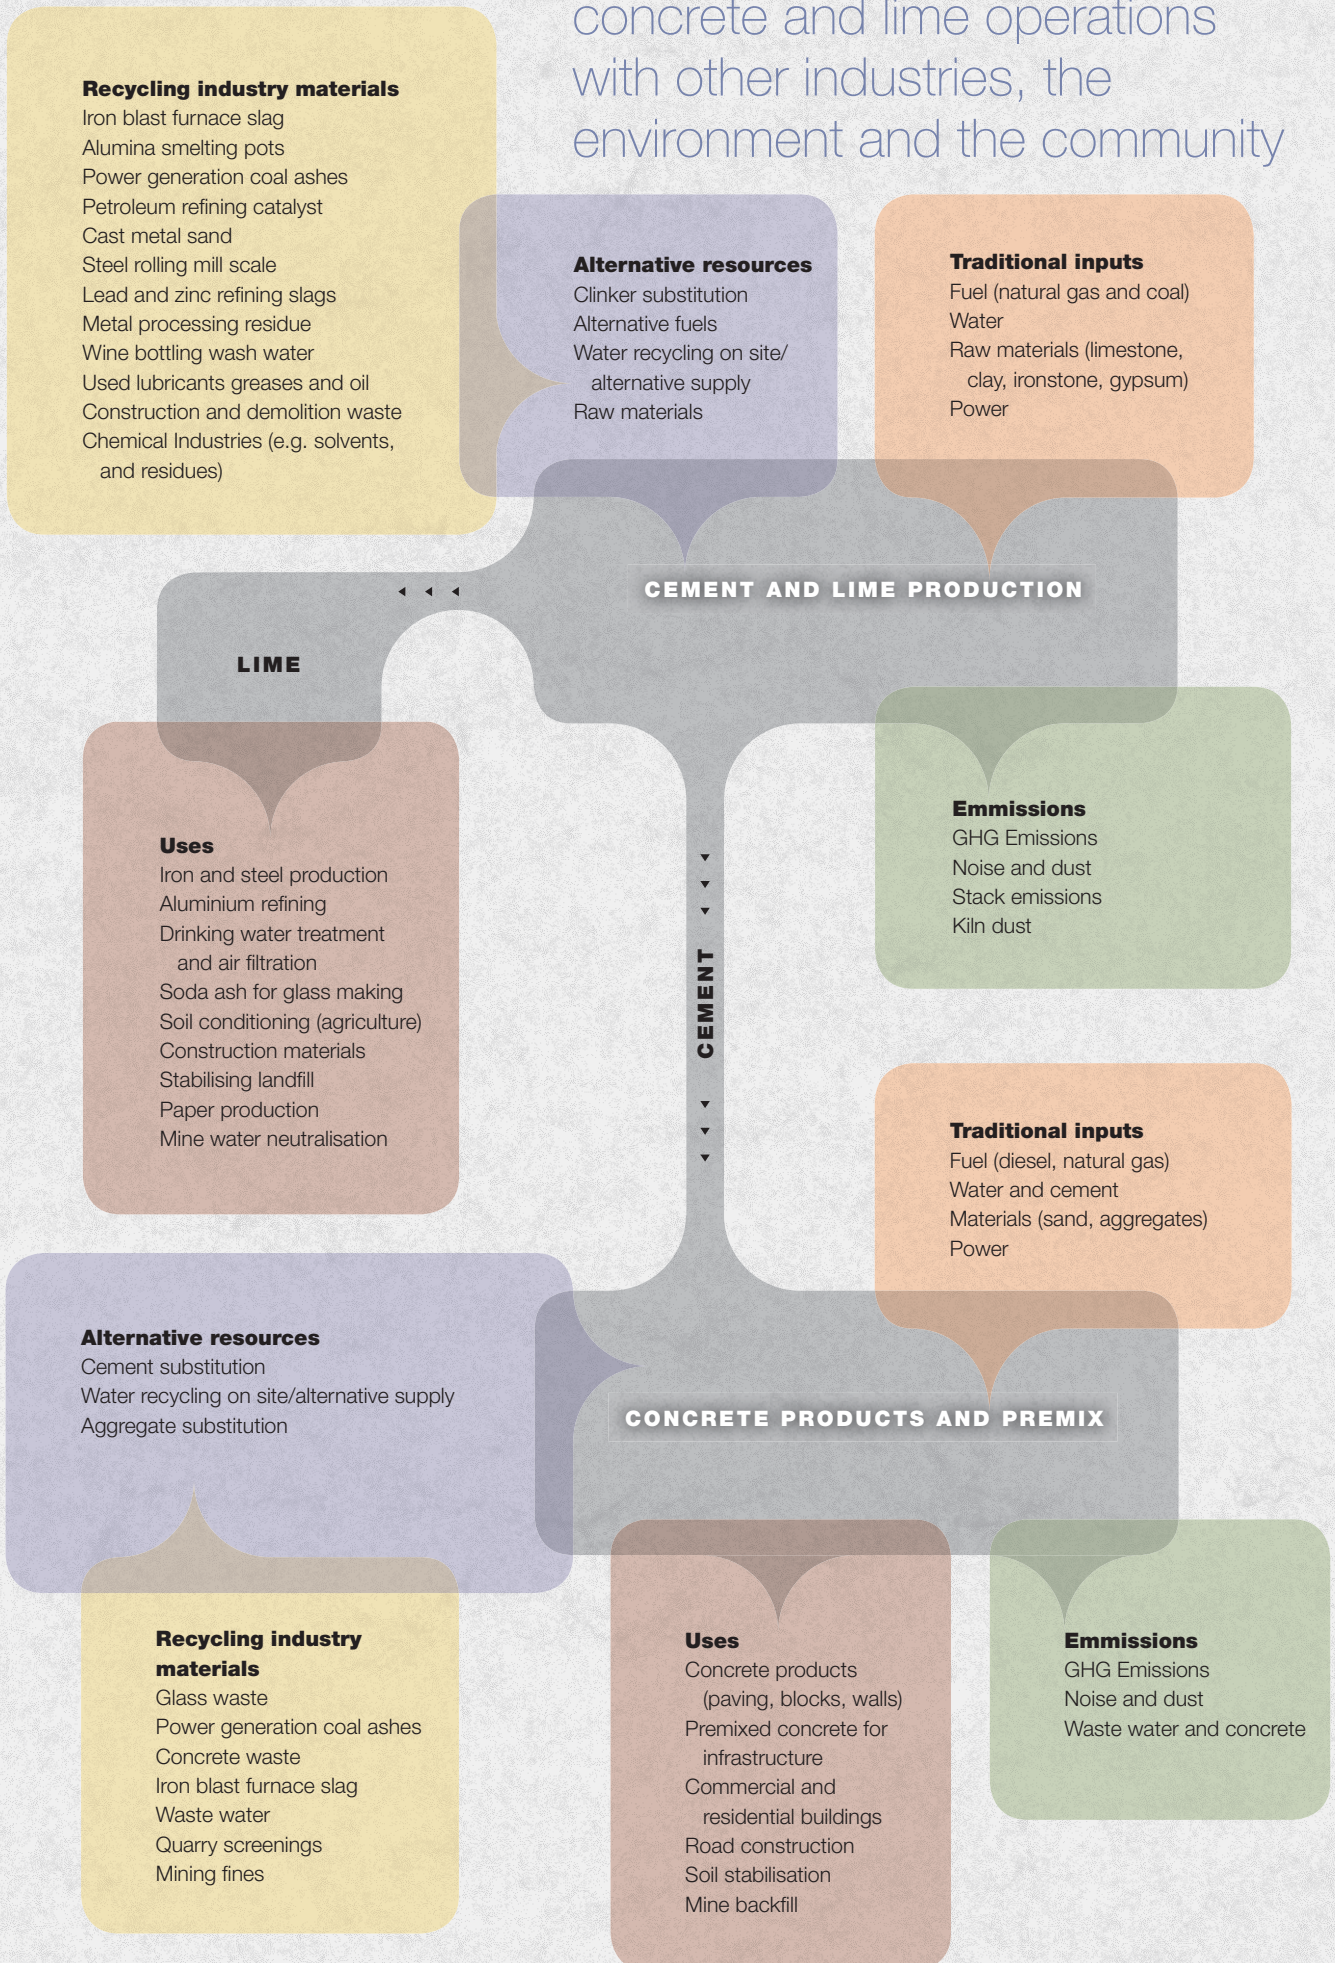 concrete and lime operations
with other industries, the
environment and the community
Recycling industry materials
Iron blast furnace slag
Alumina smelting pots
Power generation coal ashes
Petroleum refining catalyst
Cast metal sand
Steel rolling mill scale
Lead and zinc refining slags
Metal processing residue
Wine bottling wash water
Used lubricants greases and oil
Construction and demolition waste
Chemical Industries (e.g. solvents,
and residues)
Alternative resources
Clinker substitution
Alternative fuels
Water recycling on site/
alternative supply
Raw materials
Traditional inputs
Fuel (natural gas and coal)
Water
Raw materials (limestone,
clay, ironstone, gypsum)
Power
CEMENT AND LIME PRODUCTION
LIME
Uses
Iron and steel production
Aluminium refining
Drinking water treatment
and air filtration
Soda ash for glass making
Soil conditioning (agriculture)
Construction materials
Stabilising landfill
Paper production
Mine water neutralisation
CEMENT
Emmissions
GHG Emissions
Noise and dust
Stack emissions
Kiln dust
Traditional inputs
Fuel (diesel, natural gas)
Water and cement
Materials (sand, aggregates)
Power
Alternative resources
Cement substitution
Water recycling on site/alternative supply
Aggregate substitution
CONCRETE PRODUCTS AND PREMIX
Recycling industry
materials
Glass waste
Power generation coal ashes
Concrete waste
Iron blast furnace slag
Waste water
Quarry screenings
Mining fines
Uses
Concrete products
(paving, blocks, walls)
Premixed concrete for
infrastructure
Commercial and
residential buildings
Road construction
Soil stabilisation
Mine backfill
Emmissions
GHG Emissions
Noise and dust
Waste water and concrete